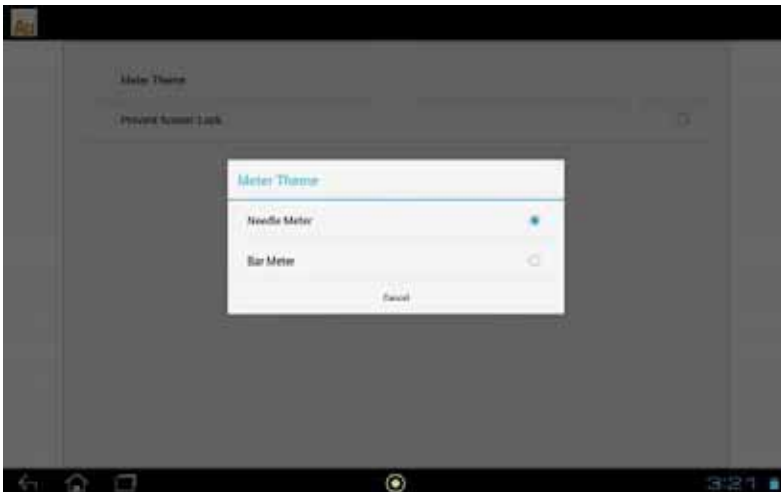 Meter Theme
Prevent Screen Lock
Meter Theme
Needle Meter
Bar Meter
Cancel
3:21